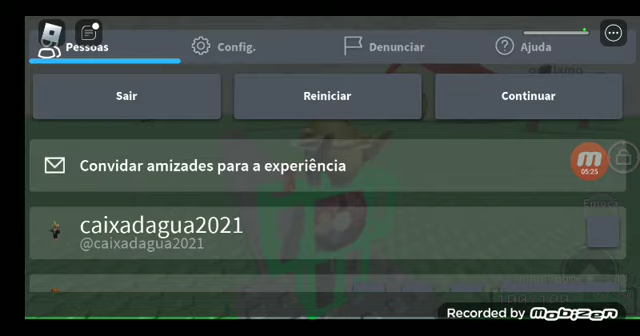 Pessoas
Config.
Denunciar
Ajuda
Sair
Reiniciar
Continuar
Convidar amizades para a experiência
05:25
caixadagua2021
@caixadagua2021
Recorded by mobizen